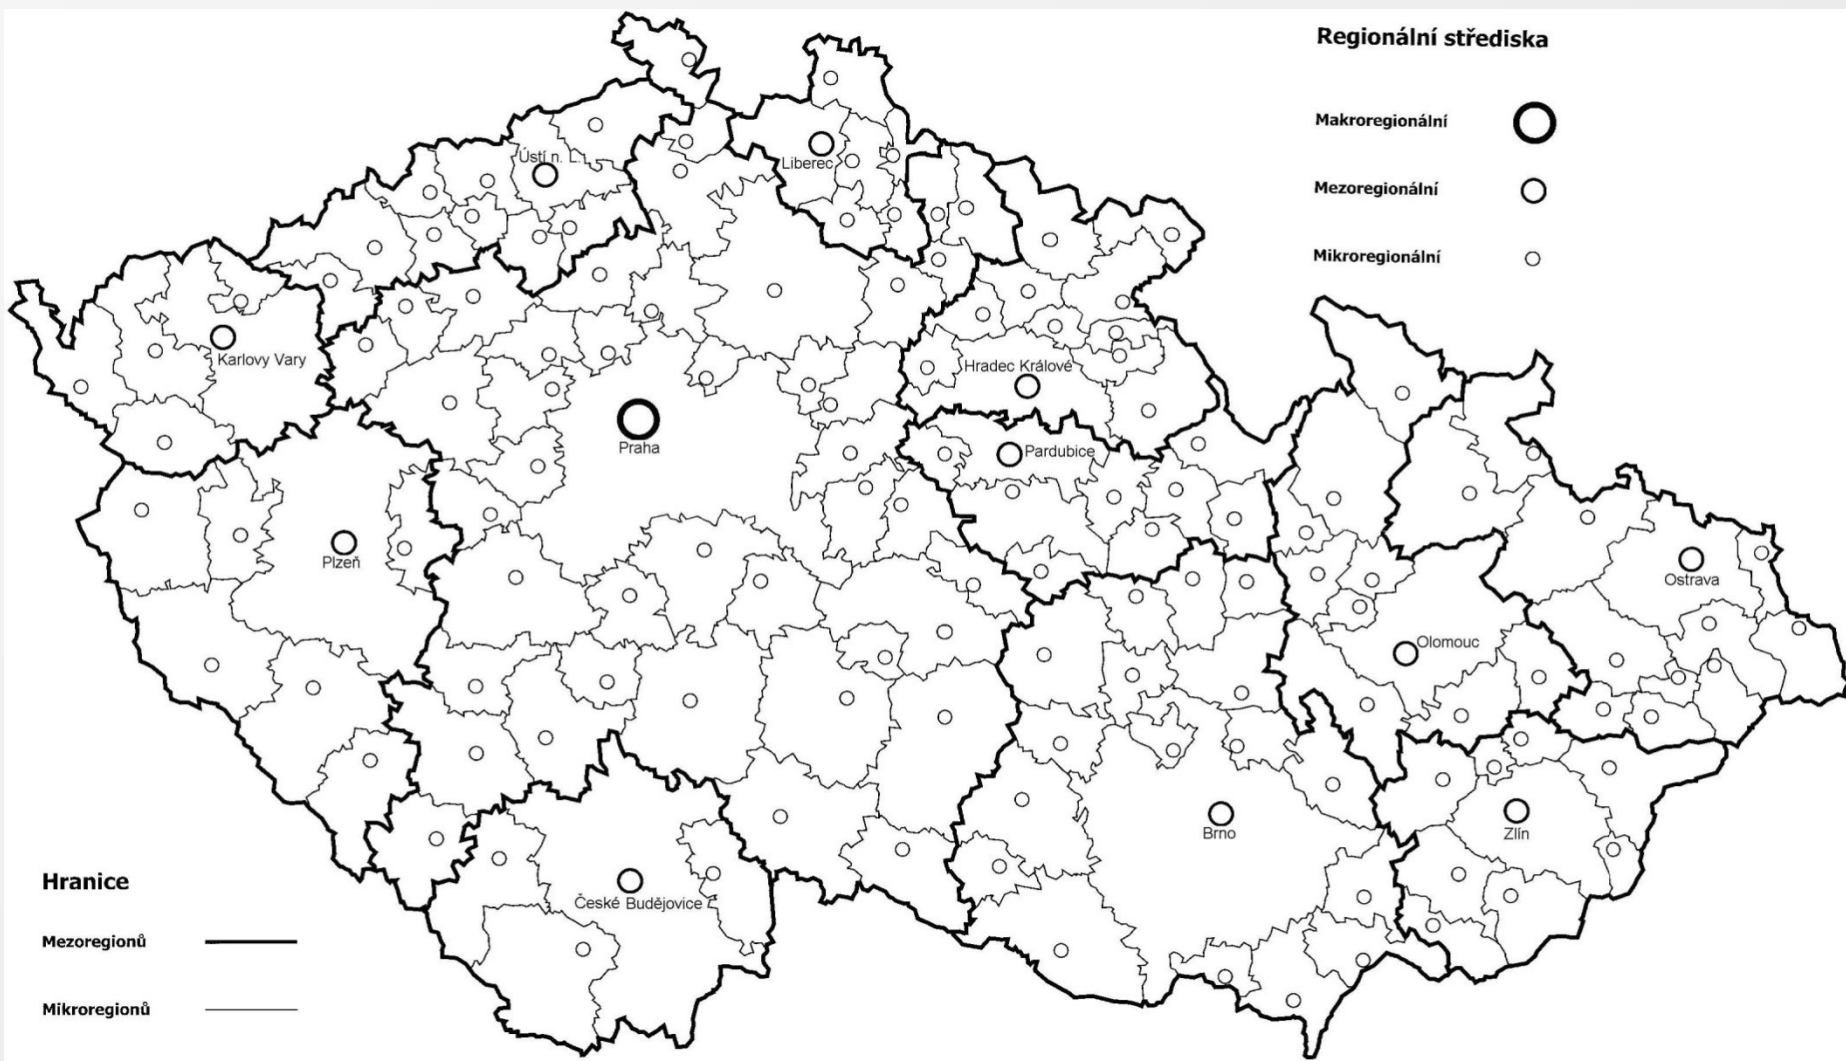 Regionální střediska
Makroregionální
Mezoregionální
Mikroregionální
Ústí n. L.
Liberec
Karlovy Vary
Hradec Králové
Praha
Pardubice
Plzeň
Ostrava
Olomouc
Brno
Zlín
České Budějovice
Hranice
Mezoregionů
Mikroregionů